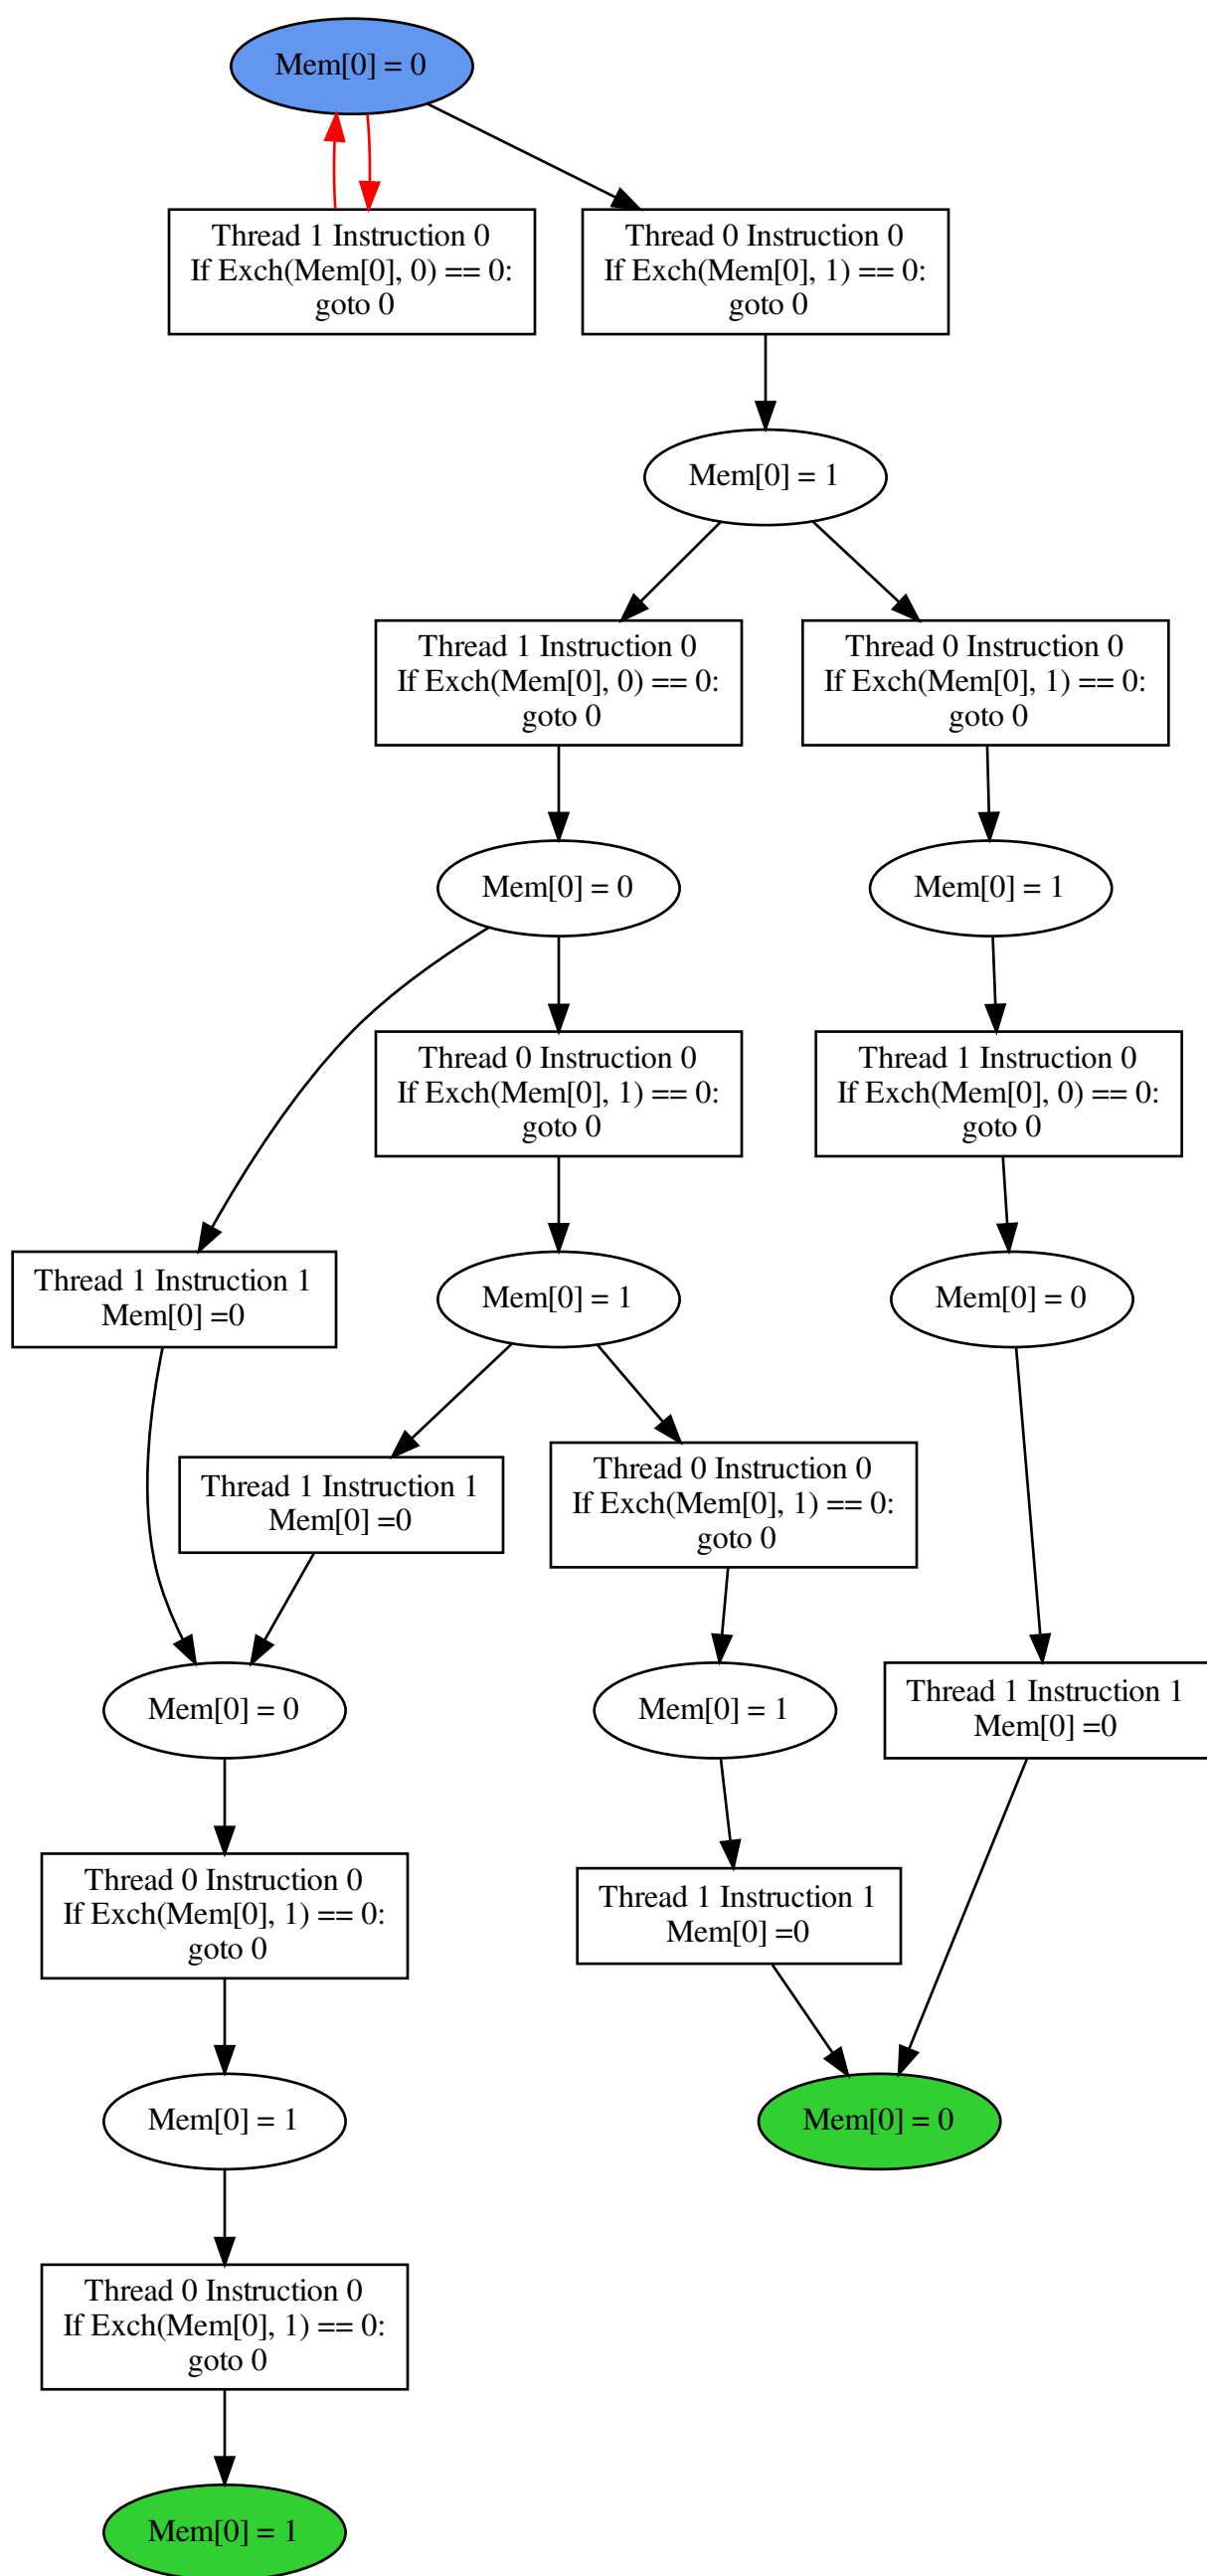 Mem[0] = 0
Thread 1 Instruction 0
If Exch(Mem[0], 0) == 0:
goto 0
Thread 0 Instruction 0
If Exch(Mem[0], 1) == 0:
goto 0
Mem[0] = 1
Thread 1 Instruction 0
If Exch(Mem[0], 0) == 0:
goto 0
Thread 0 Instruction 0
If Exch(Mem[0], 1) == 0:
goto 0
Mem[0] = 0
Mem[0] = 1
Thread 0 Instruction 0
If Exch(Mem[0], 1) == 0:
goto 0
Thread 1 Instruction 0
If Exch(Mem[0], 0) == 0:
goto 0
Thread 1 Instruction 1
Mem[0] =0
Mem[0] = 1
Mem[0] = 0
Thread 1 Instruction 1
Mem[0] =0
Thread 0 Instruction 0
If Exch(Mem[0], 1) == 0:
goto 0
Mem[0] = 0
Mem[0] = 1
Thread 1 Instruction 1
Mem[0] =0
Thread 0 Instruction 0
If Exch(Mem[0], 1) == 0:
goto 0
Thread 1 Instruction 1
Mem[0] =0
Mem[0] = 1
Mem[0] = 0
Thread 0 Instruction 0
If Exch(Mem[0], 1) == 0:
goto 0
Mem[0] = 1